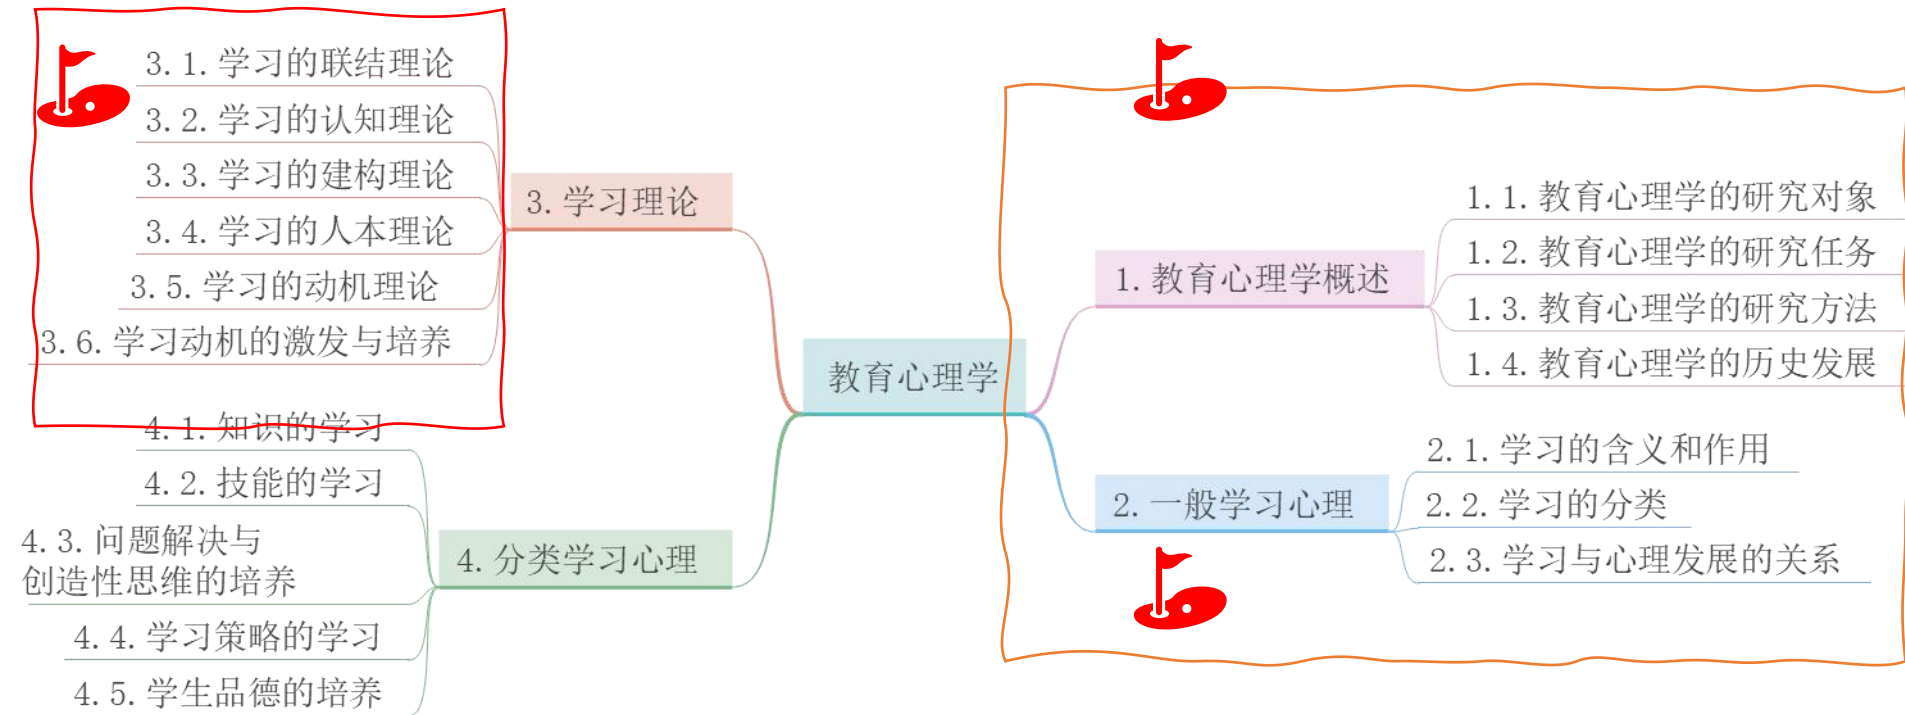 教育心理学
1.教育心理学概述
1.1.教育心理学的研究对象
1.2.教育心理学的研究任务
1.3.教育心理学的研究方法
1.4.教育心理学的历史发展
2.一般学习心理
2.1.学习的含义和作用
2.2.学习的分类
2.3.学习与心理发展的关系
3.学习理论
3.1.学习的联结理论
3.2.学习的认知理论
3.3.学习的建构理论
3.4.学习的人本理论
3.5.学习的动机理论
3.6.学习动机的激发与培养
4.分类学习心理
4.1.知识的学习
4.2.技能的学习
4.3.问题解决与
创造性思维的培养
4.4.学习策略的学习
4.5.学生品德的培养